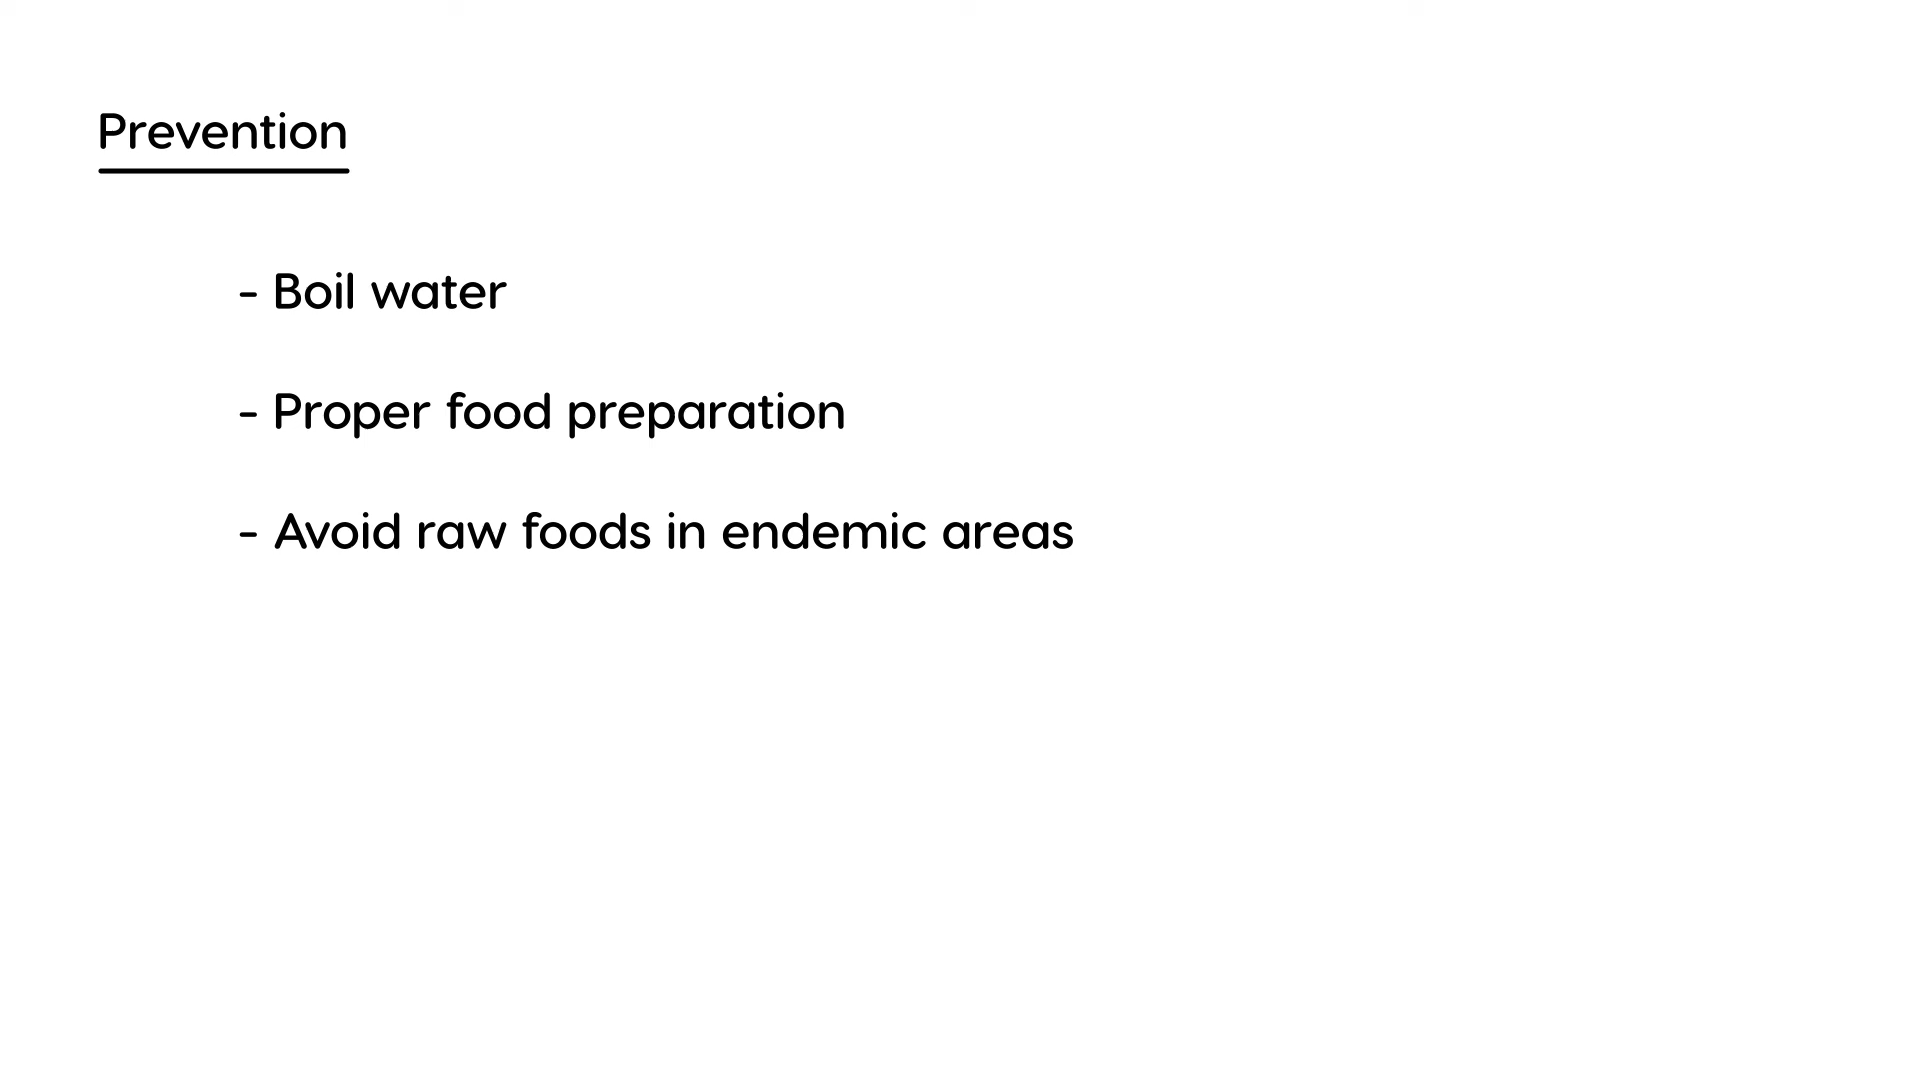 Prevention
- Boil water
- Proper food preparation
- Avoid raw foods in endemic areas